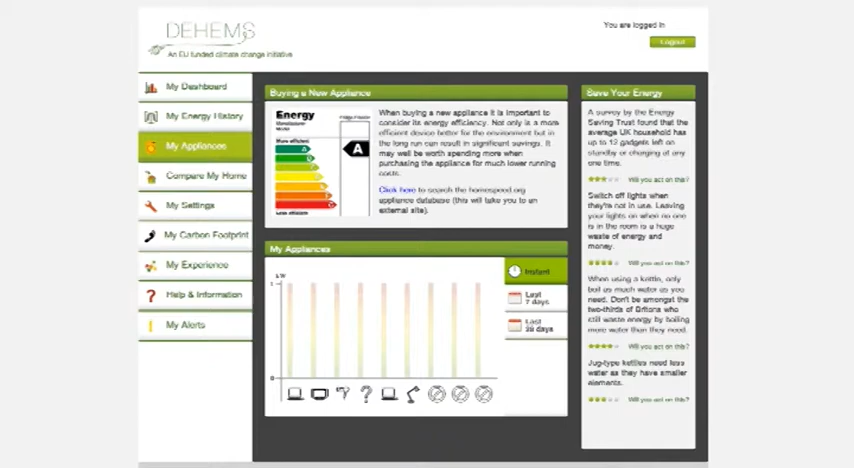 DEHEMS
An EU funded climate change initiative
You are logged in
Logout
My Dashboard
My Energy History
My Appliances
Compare My Home
My Settings
My Carbon Footprint
My Experience
Help & Information
My Alerts
Buying a New Appliance
Energy
Manufacturer
Model
More efficient
A
Less efficient
When buying a new appliance it is important to
consider its energy efficiency. Not only is a more
efficient device better for the environment but in
the long run can result in significant savings. It
may well be worth spending more when
purchasing the appliance for much lower running
costs.
Click here to search the homespeed.org
appliance database (this will take you to an
external site).
My Appliances
kW
1
0
Instant
Last
7 days
Last
28 days
Save Your Energy
A survey by the Energy
Saving Trust found that the
average UK household has
up to 12 gadgets left on
standby or charging at any
one time.
Will you act on this?
Switch off lights when
they're not in use. Leaving
your lights on when no one
is in the room is a huge
waste of energy and
money.
Will you act on this?
When using a kettle, only
boil as much water as you
need. Don't be amongst the
two-thirds of Britons who
still waste energy by boiling
more water than they need.
Will you act on this?
Jug-type kettles need less
water as they have smaller
elements.
Will you act on this?